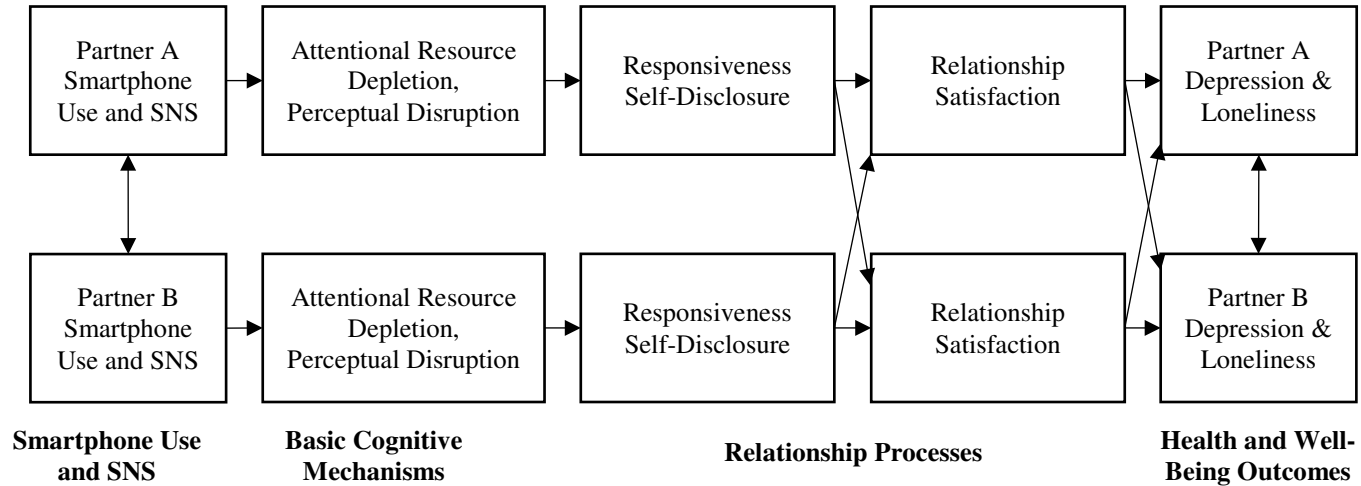 Partner A
Smartphone
Use and SNS
Attentional Resource
Depletion,
Perceptual Disruption
Responsiveness
Self-Disclosure
Relationship
Satisfaction
Partner A
Depression &
Loneliness
Partner B
Smartphone
Use and SNS
Attentional Resource
Depletion,
Perceptual Disruption
Responsiveness
Self-Disclosure
Relationship
Satisfaction
Partner B
Depression &
Loneliness
Smartphone Use
and SNS
Basic Cognitive
Mechanisms
Relationship Processes
Health and Well-
Being Outcomes